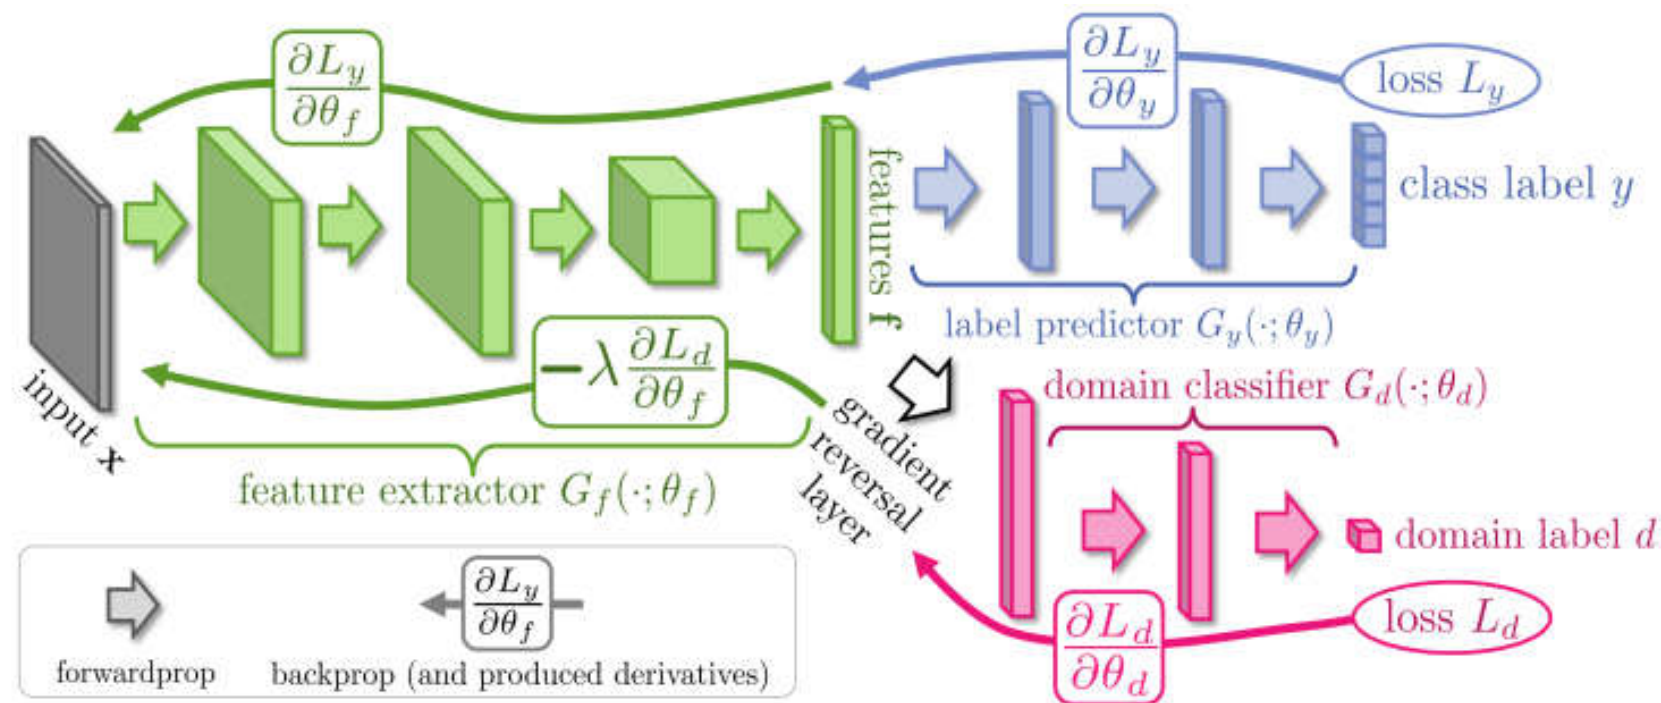 ∂L_y/∂θ_f
∂L_y/∂θ_y
loss L_y
input x
features f
class label y
label predictor G_y(·; θ_y)
−λ ∂L_d/∂θ_f
feature extractor G_f(·; θ_f)
gradient
reversal
layer
domain classifier G_d(·; θ_d)
domain label d
∂L_d/∂θ_d
loss L_d
forwardprop
∂L_y/∂θ_f
backprop (and produced derivatives)